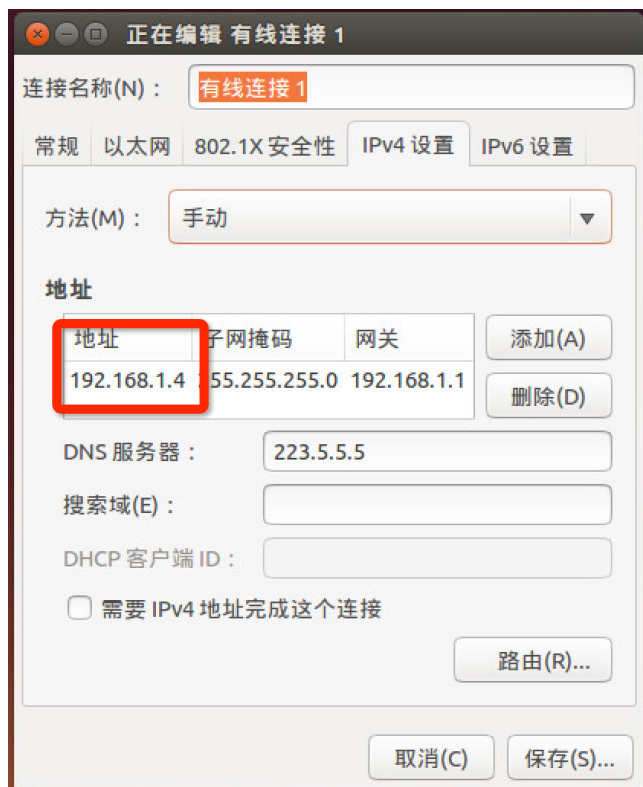 正在编辑 有线连接 1
连接名称(N)： 有线连接 1
常规 以太网 802.1X 安全性 IPv4 设置 IPv6 设置
方法(M)： 手动
地址
地址 子网掩码 网关 添加(A)
192.168.1.4 255.255.255.0 192.168.1.1
删除(D)
DNS 服务器： 223.5.5.5
搜索域(E)：
DHCP 客户端 ID：
需要 IPv4 地址完成这个连接
路由(R)...
取消(C) 保存(S)...